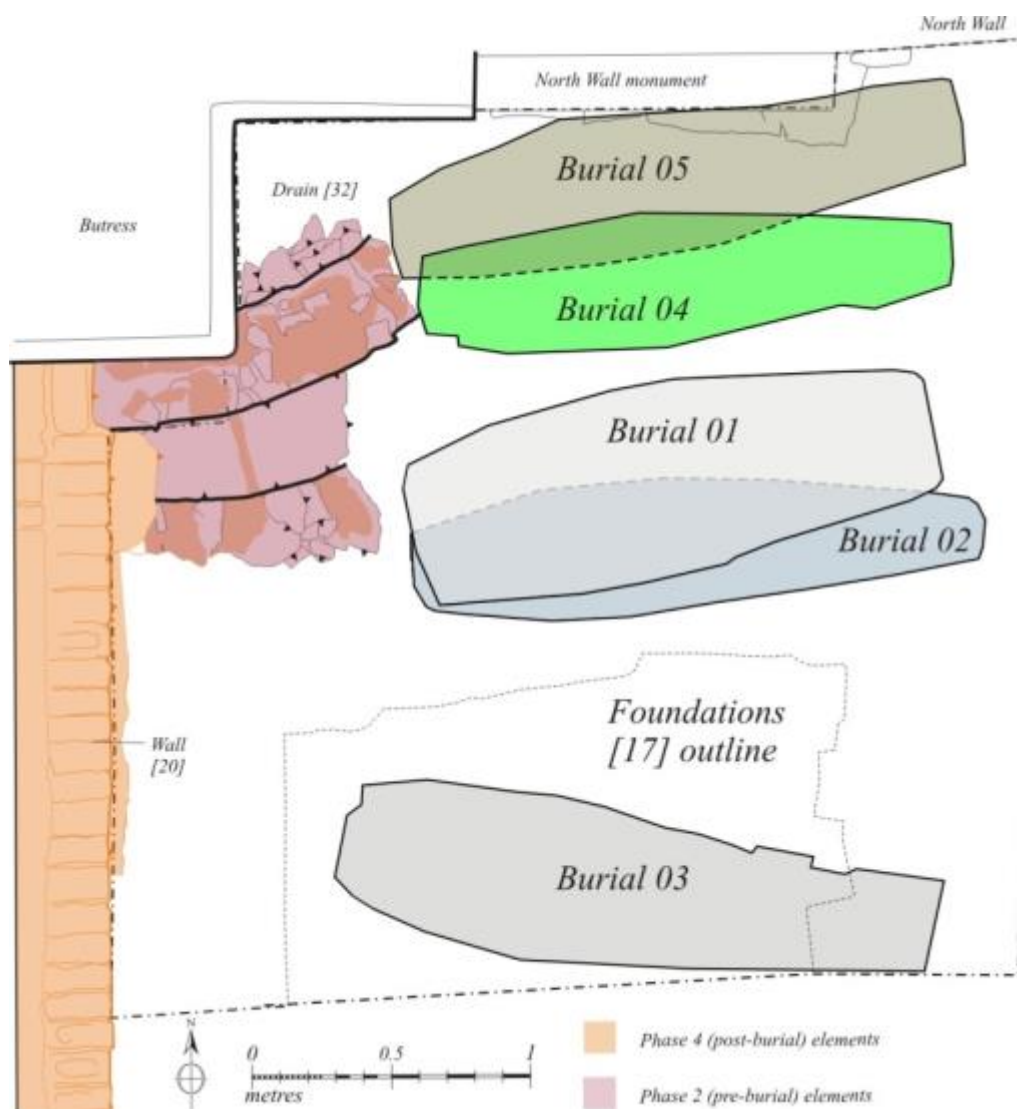 North Wall
North Wall monument
Burial 05
Drain [32]
Butress
Burial 04
Burial 01
Burial 02
Foundations
[17] outline
Wall
[20]
Burial 03
N
0 0.5 1
metres
Phase 4 (post-burial) elements
Phase 2 (pre-burial) elements